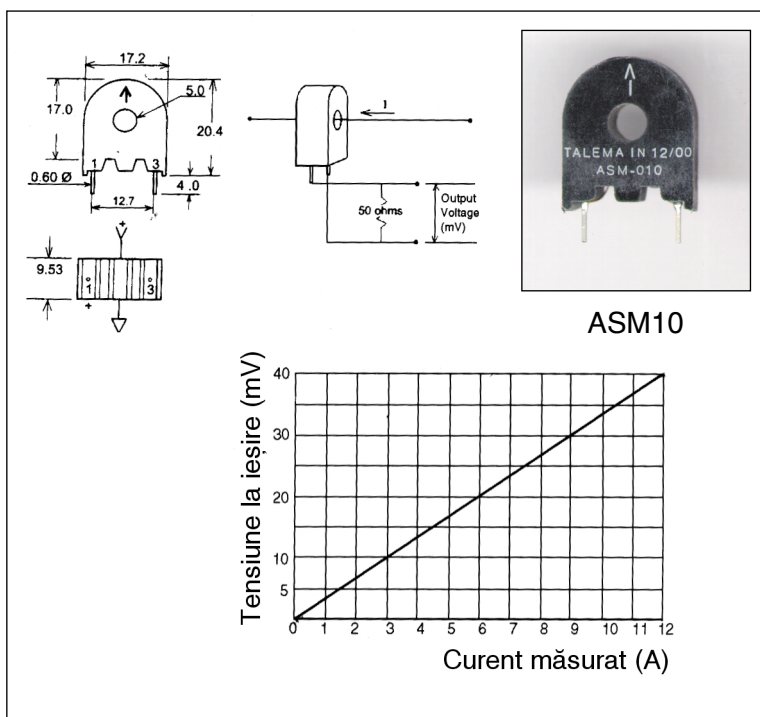 17.2
17.0
5.0
20.4
1 3
0.60 Ø
4.0
12.7
9.53
1 3
+
+
I
50 ohms
Output
Voltage
(mV)
TALEMA IN 12/00
ASM-010
ASM10
Tensiune la ieșire (mV)
40
30
20
10
5
0 1 2 3 4 5 6 7 8 9 10 11 12
Curent măsurat (A)